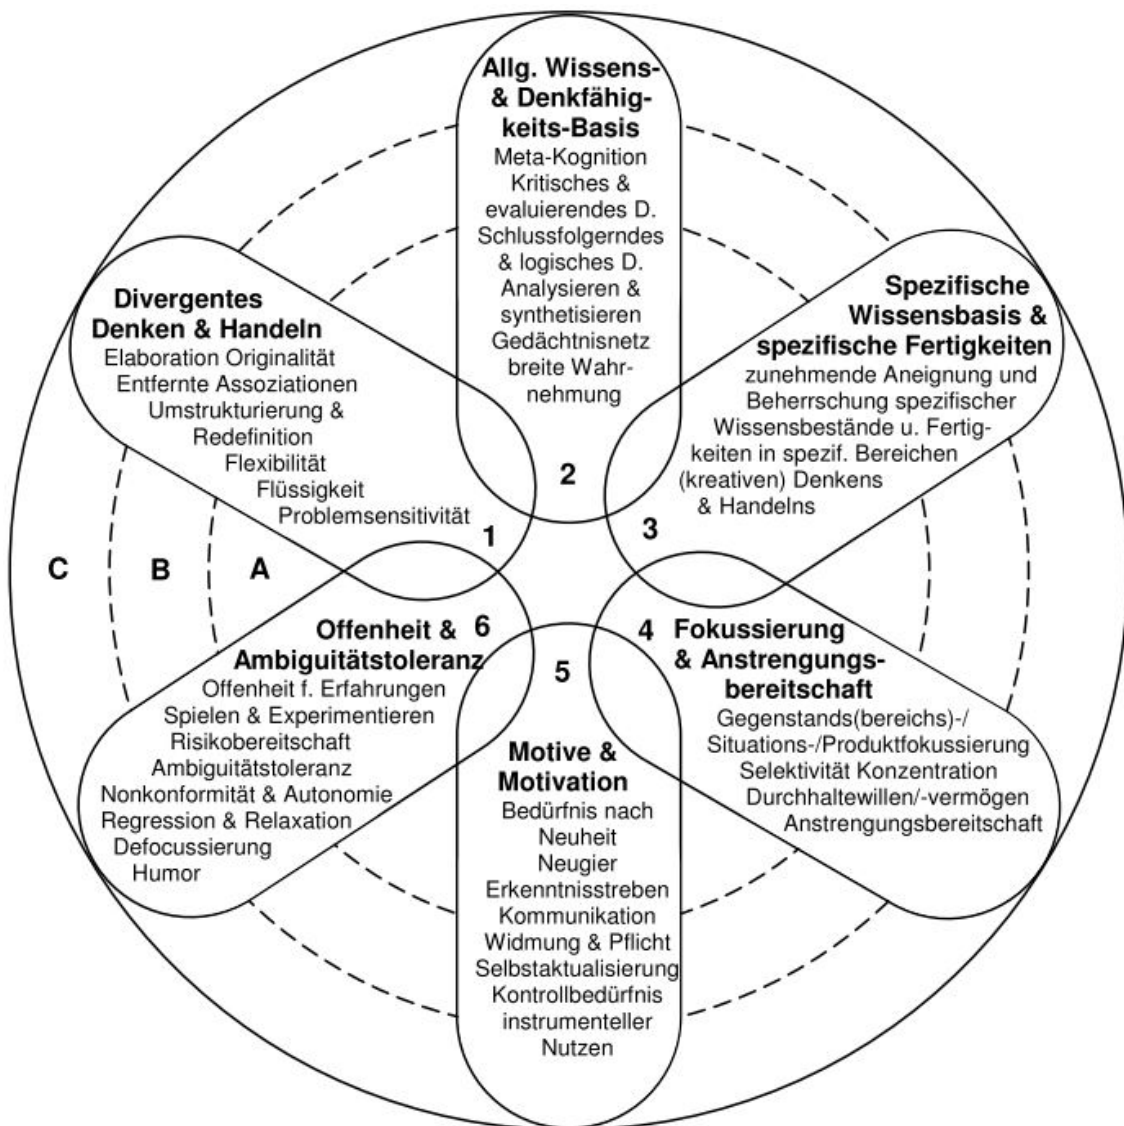 Allg. Wissens-
& Denkfähig-
keits-Basis
Meta-Kognition
Kritisches &
evaluierendes D.
Schlussfolgerndes
& logisches D.
Analysieren &
synthetisieren
Gedächtnisnetz
breite Wahr-
nehmung
2
Divergentes
Denken & Handeln
Elaboration Originalität
Entfernte Assoziationen
Umstrukturierung &
Redefinition
Flexibilität
Flüssigkeit
Problemsensitivität
1
Spezifische
Wissensbasis &
spezifische Fertigkeiten
zunehmende Aneignung und
Beherrschung spezifischer
Wissensbestände u. Fertig-
keiten in spezif. Bereichen
(kreativen) Denkens
& Handelns
3
C B A
Offenheit & 6
Ambiguitätstoleranz
Offenheit f. Erfahrungen
Spielen & Experimentieren
Risikobereitschaft
Ambiguitätstoleranz
Nonkonformität & Autonomie
Regression & Relaxation
Defocussierung
Humor
5
Motive &
Motivation
Bedürfnis nach
Neuheit
Neugier
Erkenntnisstreben
Kommunikation
Widmung & Pflicht
Selbstaktualisierung
Kontrollbedürfnis
instrumenteller
Nutzen
4 Fokussierung
& Anstrengungs-
bereitschaft
Gegenstands(bereichs)-/
Situations-/Produktfokussierung
Selektivität Konzentration
Durchhaltewillen/-vermögen
Anstrengungsbereitschaft